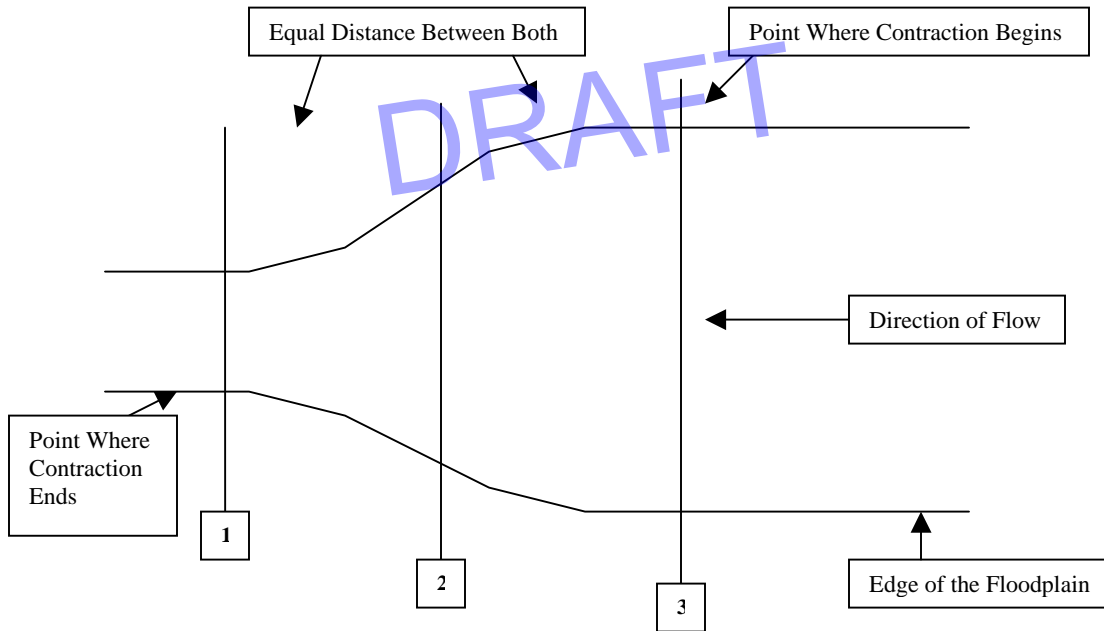 Equal Distance Between Both
Point Where Contraction Begins
DRAFT
Direction of Flow
Point Where
Contraction
Ends
1
2
3
Edge of the Floodplain